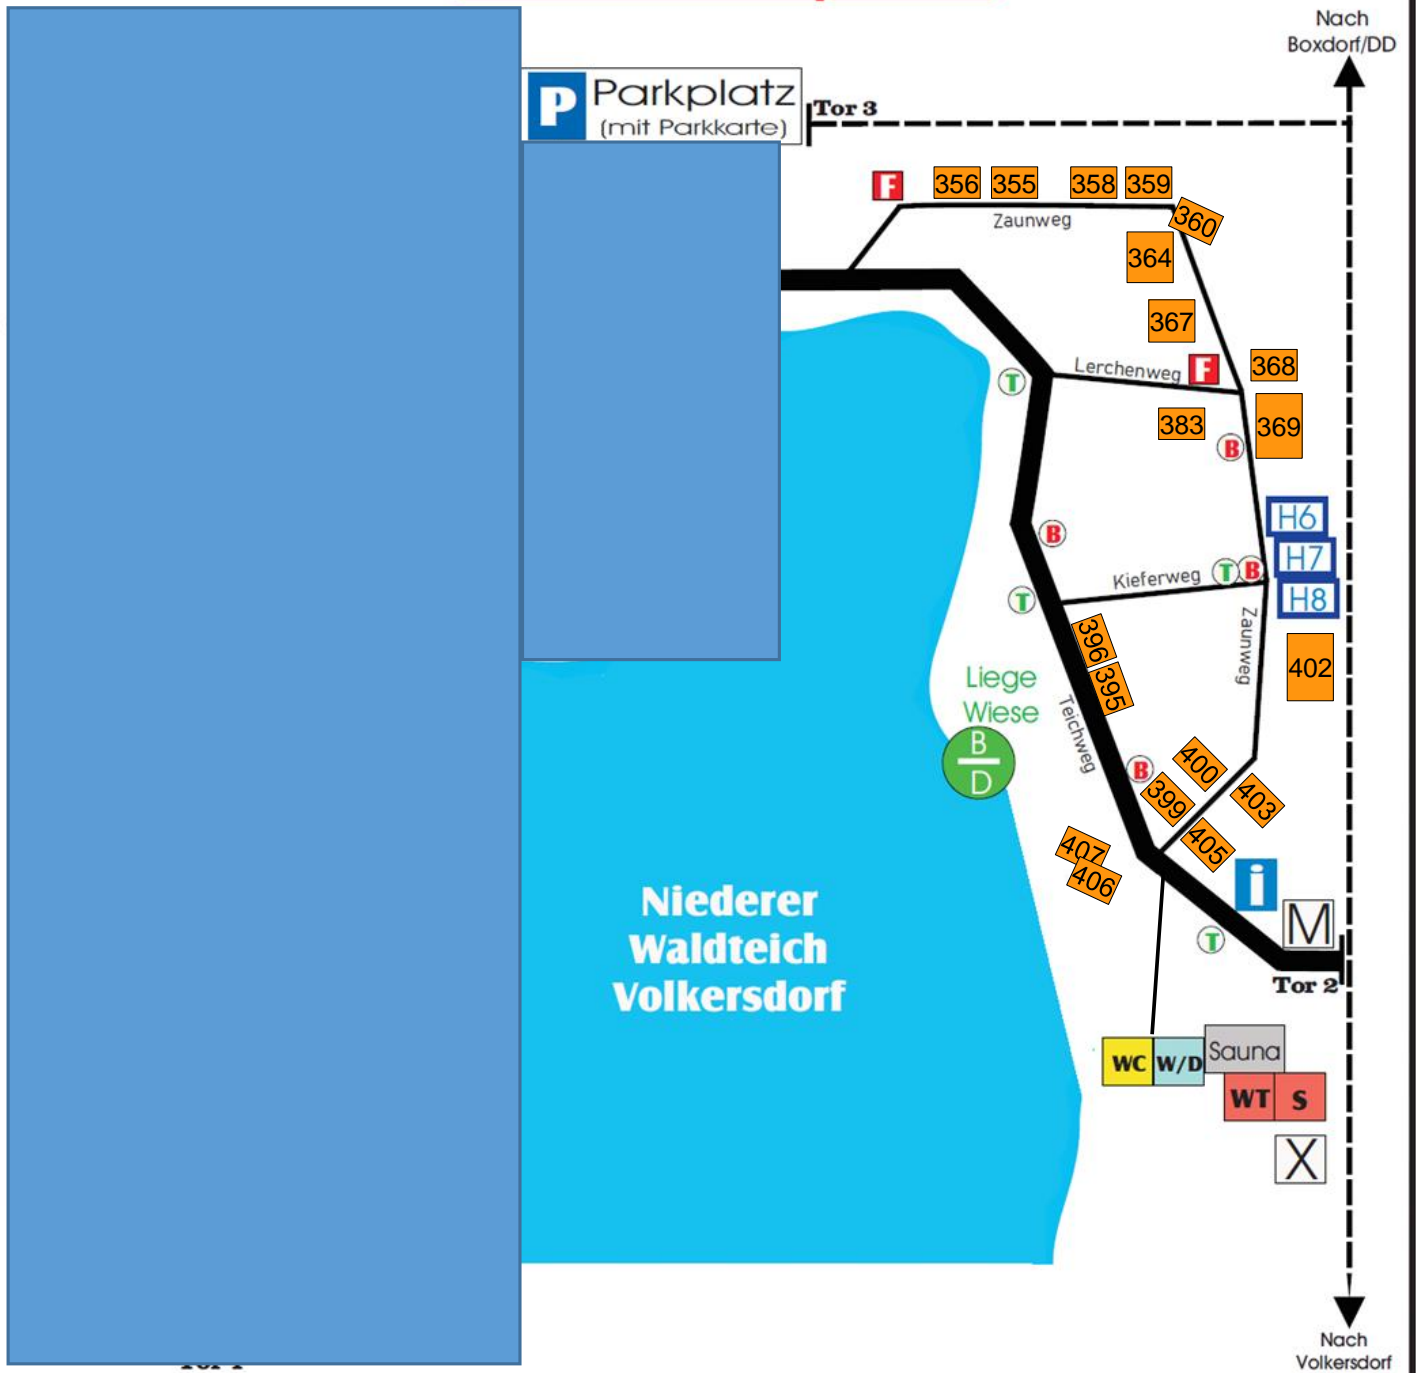 Nach
Boxdorf/DD
P Parkplatz
(mit Parkkarte)
Tor 3
F 356 355 358 359
Zaunweg
360
364
367
Lerchenweg F
368
T
383
369
B
H6
B
H7
Kieferweg T B
T
H8
Zaunweg
396
402
395
Liege
Wiese
Teichweg
B
D
B
400
399
403
405
407
406
i
M
Niederer
Waldteich
Volkersdorf
T
Tor 2
WC W/D Sauna
WT S
X
Nach
Volkersdorf